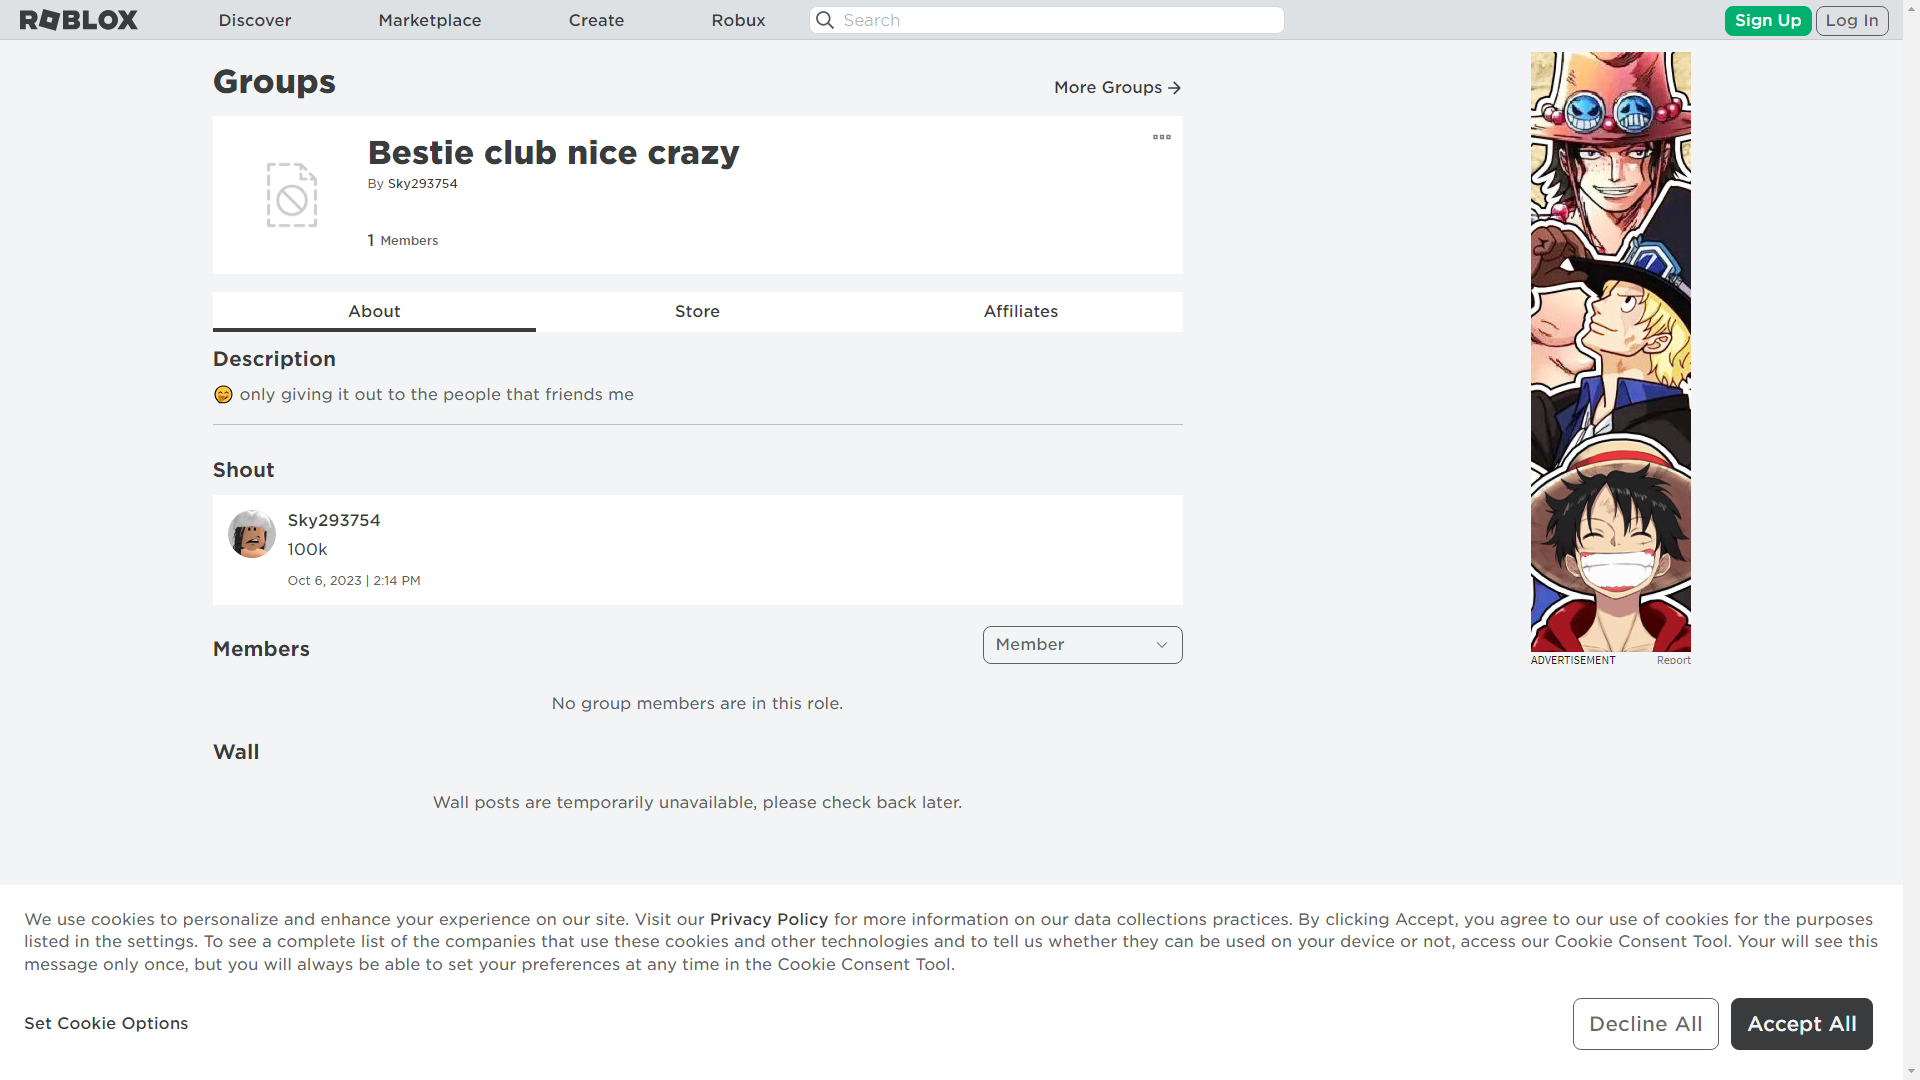 ROBLOX
Discover
Marketplace
Create
Robux
Search
Sign Up
Log In
Groups
More Groups
Bestie club nice crazy
By Sky293754
1 Members
About
Store
Affiliates
Description
😊 only giving it out to the people that friends me
Shout
Sky293754
100k
Oct 6, 2023 | 2:14 PM
Members
Member
No group members are in this role.
Wall
Wall posts are temporarily unavailable, please check back later.
ADVERTISEMENT
Report
We use cookies to personalize and enhance your experience on our site. Visit our Privacy Policy for more information on our data collections practices. By clicking Accept, you agree to our use of cookies for the purposes
listed in the settings. To see a complete list of the companies that use these cookies and other technologies and to tell us whether they can be used on your device or not, access our Cookie Consent Tool. Your will see this
message only once, but you will always be able to set your preferences at any time in the Cookie Consent Tool.
Set Cookie Options
Decline All
Accept All